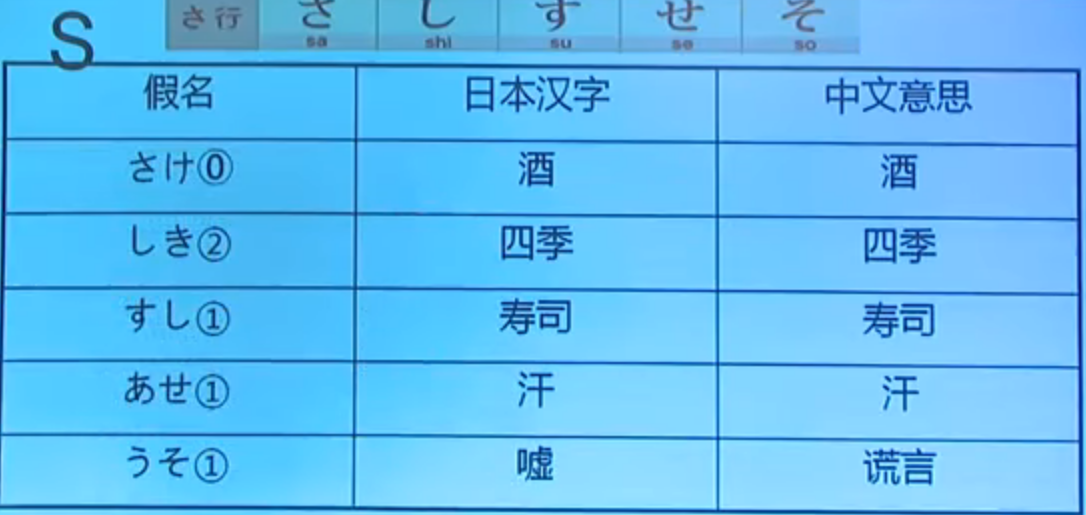 S
さ行 さ し す せ そ
sa shi su se so
假名 日本汉字 中文意思
さけ⓪ 酒 酒
しき② 四季 四季
すし① 寿司 寿司
あせ① 汗 汗
うそ① 嘘 谎言